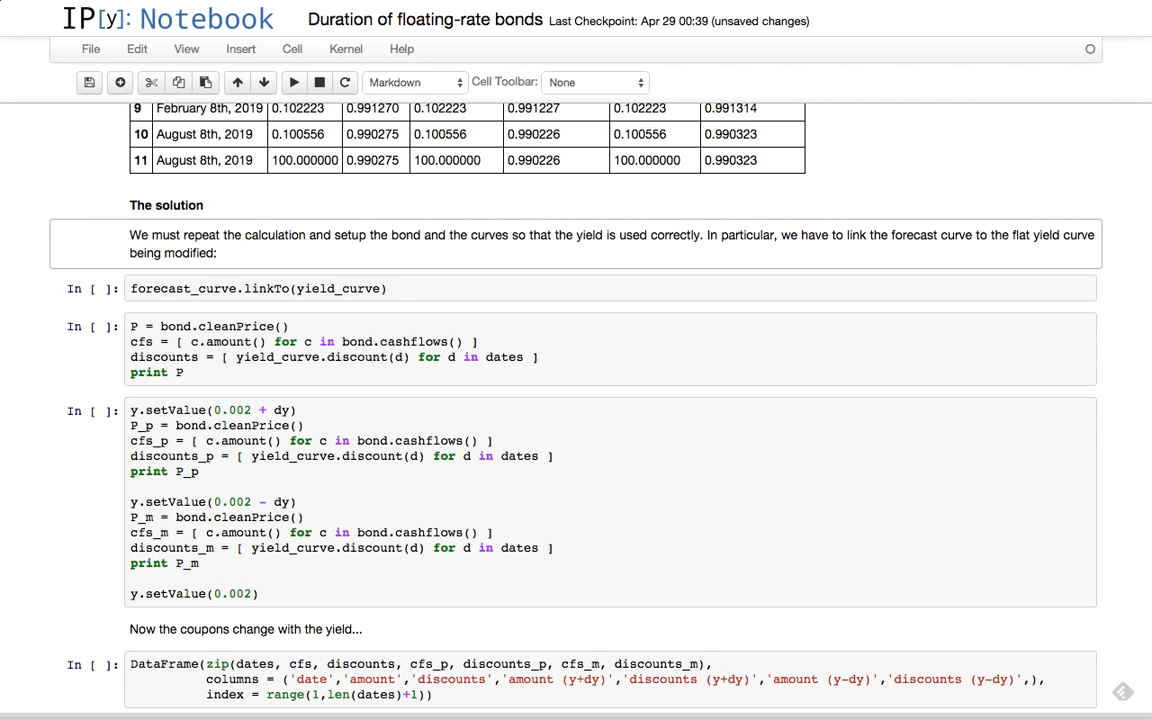 IP[y]: Notebook Duration of floating-rate bonds Last Checkpoint: Apr 29 00:39 (unsaved changes)
File Edit View Insert Cell Kernel Help
Markdown Cell Toolbar: None
9 February 8th, 2019 0.102223 0.991270 0.102223 0.991227 0.102223 0.991314
10 August 8th, 2019 0.100556 0.990275 0.100556 0.990226 0.100556 0.990323
11 August 8th, 2019 100.000000 0.990275 100.000000 0.990226 100.000000 0.990323
The solution
We must repeat the calculation and setup the bond and the curves so that the yield is used correctly. In particular, we have to link the forecast curve to the flat yield curve
being modified:
In [ ]: forecast_curve.linkTo(yield_curve)
In [ ]: P = bond.cleanPrice()
cfs = [ c.amount() for c in bond.cashflows() ]
discounts = [ yield_curve.discount(d) for d in dates ]
print P
In [ ]: y.setValue(0.002 + dy)
P_p = bond.cleanPrice()
cfs_p = [ c.amount() for c in bond.cashflows() ]
discounts_p = [ yield_curve.discount(d) for d in dates ]
print P_p
y.setValue(0.002 - dy)
P_m = bond.cleanPrice()
cfs_m = [ c.amount() for c in bond.cashflows() ]
discounts_m = [ yield_curve.discount(d) for d in dates ]
print P_m
y.setValue(0.002)
Now the coupons change with the yield...
In [ ]: DataFrame(zip(dates, cfs, discounts, cfs_p, discounts_p, cfs_m, discounts_m),
columns = ('date','amount','discounts','amount (y+dy)','discounts (y+dy)','amount (y-dy)','discounts (y-dy)',),
index = range(1,len(dates)+1))